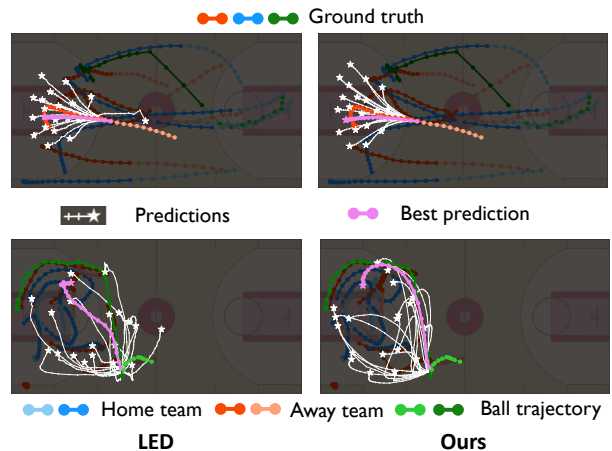 Ground truth
Predictions
Best prediction
Home team
Away team
Ball trajectory
LED
Ours